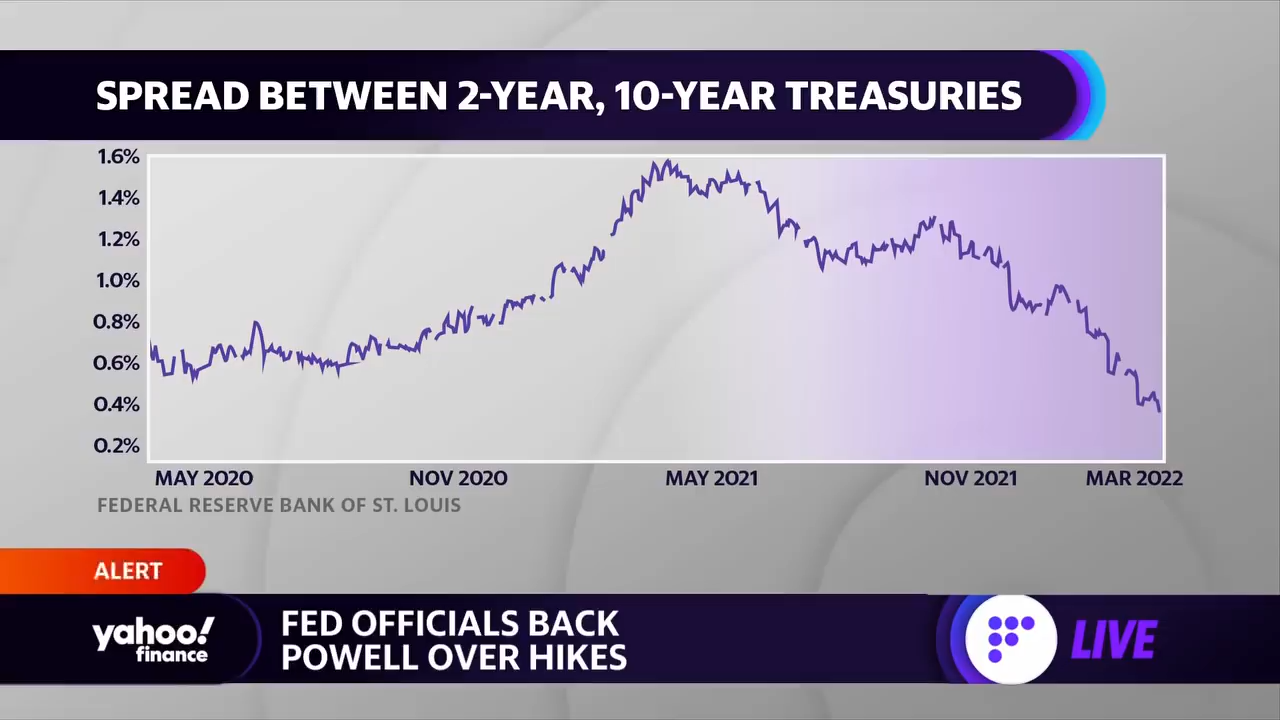 SPREAD BETWEEN 2-YEAR, 10-YEAR TREASURIES
1.6%
1.4%
1.2%
1.0%
0.8%
0.6%
0.4%
0.2%
MAY 2020 NOV 2020 MAY 2021 NOV 2021 MAR 2022
FEDERAL RESERVE BANK OF ST. LOUIS
ALERT
yahoo!
finance
FED OFFICIALS BACK
POWELL OVER HIKES
LIVE